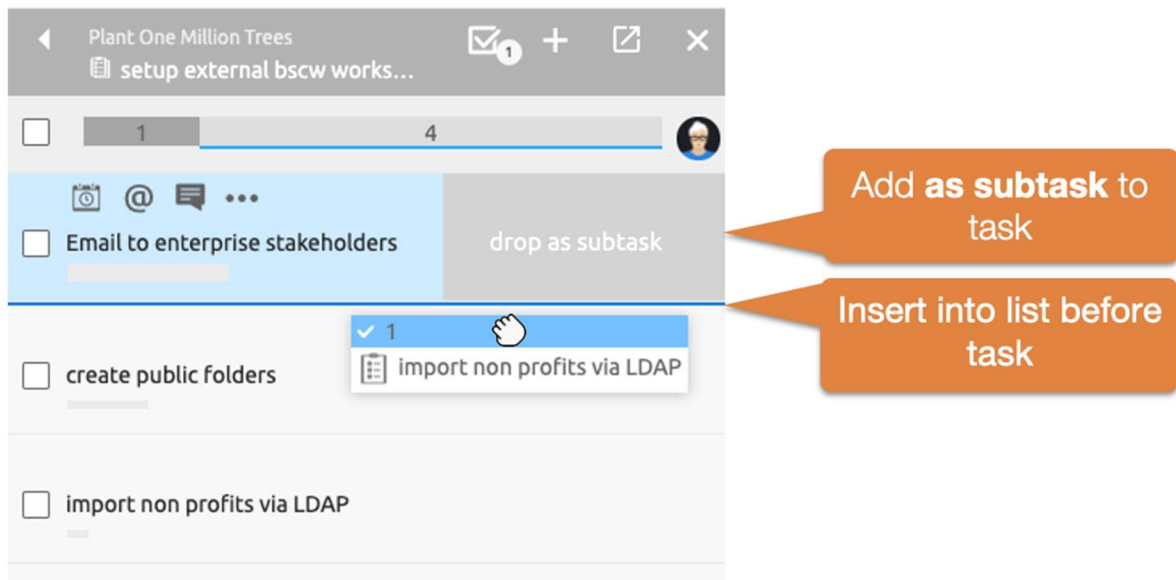 Plant One Million Trees
1
setup external bscw works...
1 4
@
Email to enterprise stakeholders
drop as subtask
Add as subtask to
task
Insert into list before
task
1
import non profits via LDAP
create public folders
import non profits via LDAP